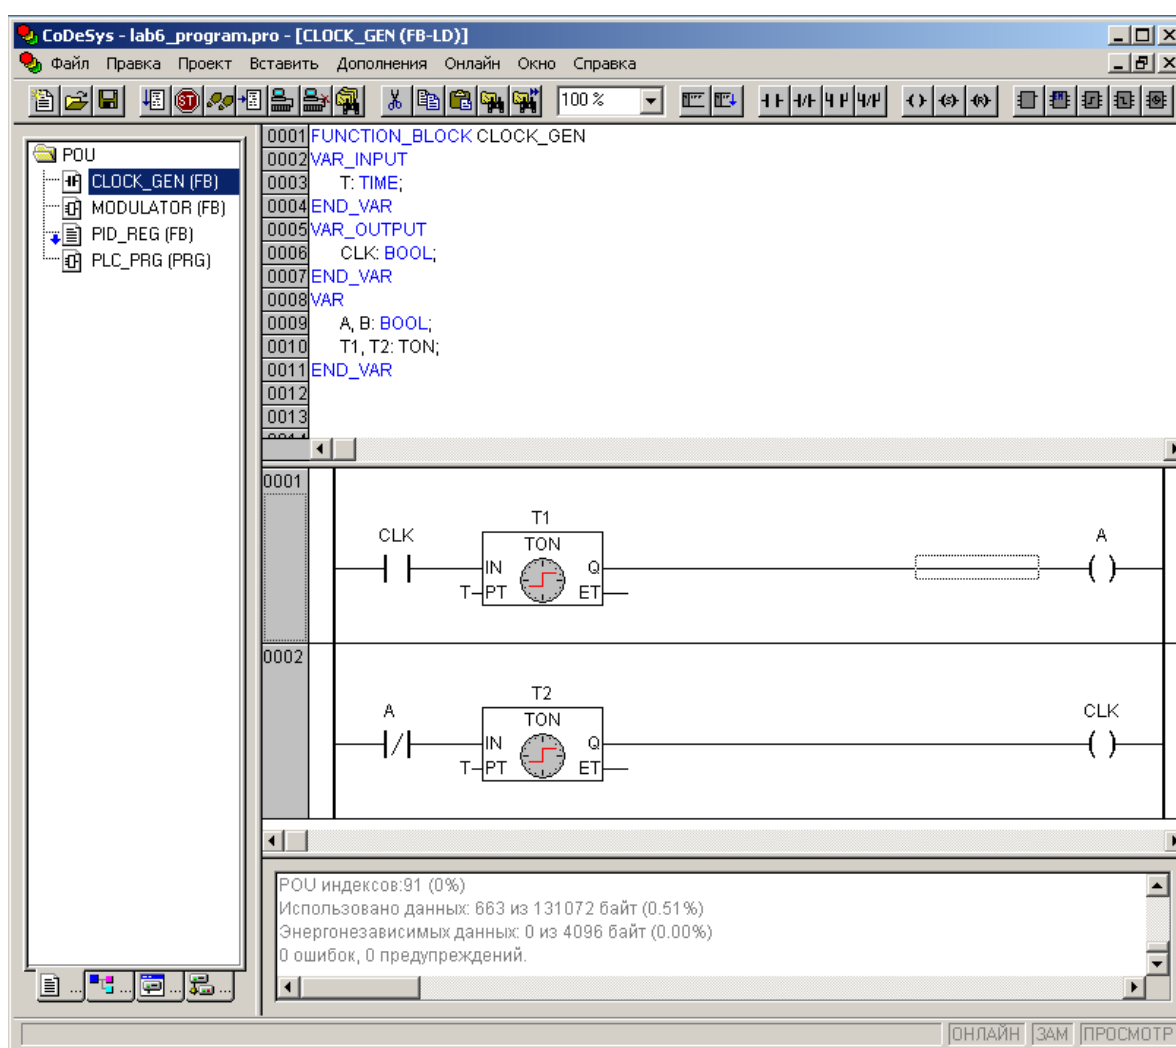 CoDeSys - lab6_program.pro - [CLOCK_GEN (FB-LD)]
Файл Правка Проект Вставить Дополнения Онлайн Окно Справка
100 %
POU
CLOCK_GEN (FB)
MODULATOR (FB)
PID_REG (FB)
PLC_PRG (PRG)
0001 FUNCTION_BLOCK CLOCK_GEN
0002 VAR_INPUT
0003 T: TIME;
0004 END_VAR
0005 VAR_OUTPUT
0006 CLK: BOOL;
0007 END_VAR
0008 VAR
0009 A, B: BOOL;
0010 T1, T2: TON;
0011 END_VAR
0012
0013
0014
0001
T1
CLK TON A
IN Q
T PT ET
0002
T2
A TON CLK
IN Q
T PT ET
POU индексов:91 (0%)
Использовано данных: 663 из 131072 байт (0.51%)
Энергонезависимых данных: 0 из 4096 байт (0.00%)
0 ошибок, 0 предупреждений.
ОНЛАЙН ЗАМ ПРОСМОТР